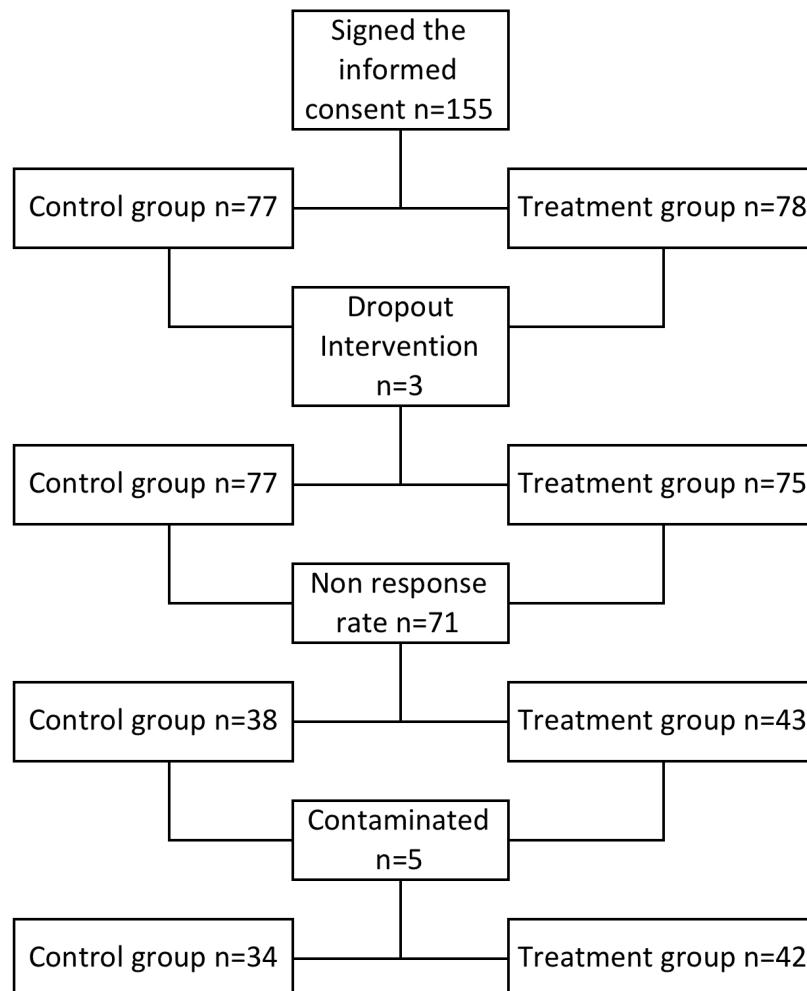 Signed the
informed
consent n=155
Control group n=77
Treatment group n=78
Dropout
Intervention
n=3
Control group n=77
Treatment group n=75
Non response
rate n=71
Control group n=38
Treatment group n=43
Contaminated
n=5
Control group n=34
Treatment group n=42